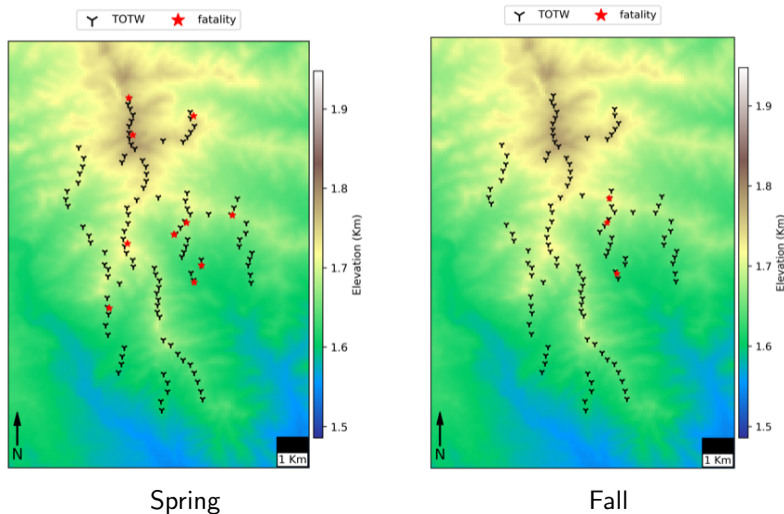 TOTW fatality
TOTW fatality
1.9
1.8
1.7
1.6
1.5
Elevation (Km)
N
1 Km
1.9
1.8
1.7
1.6
1.5
Elevation (Km)
N
1 Km
Spring
Fall